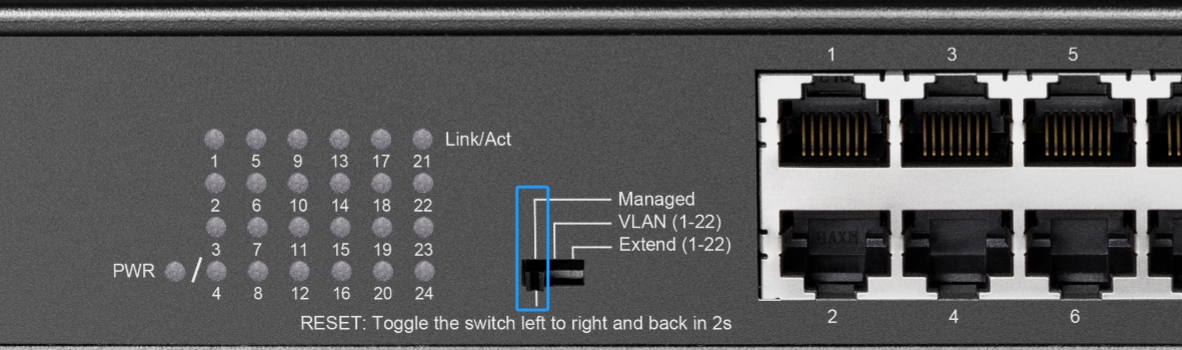 1 3 5
Link/Act
1 5 9 13 17 21
2 6 10 14 18 22
3 7 11 15 19 23
PWR /
4 8 12 16 20 24
Managed
VLAN (1-22)
Extend (1-22)
RESET: Toggle the switch left to right and back in 2s
2 4 6